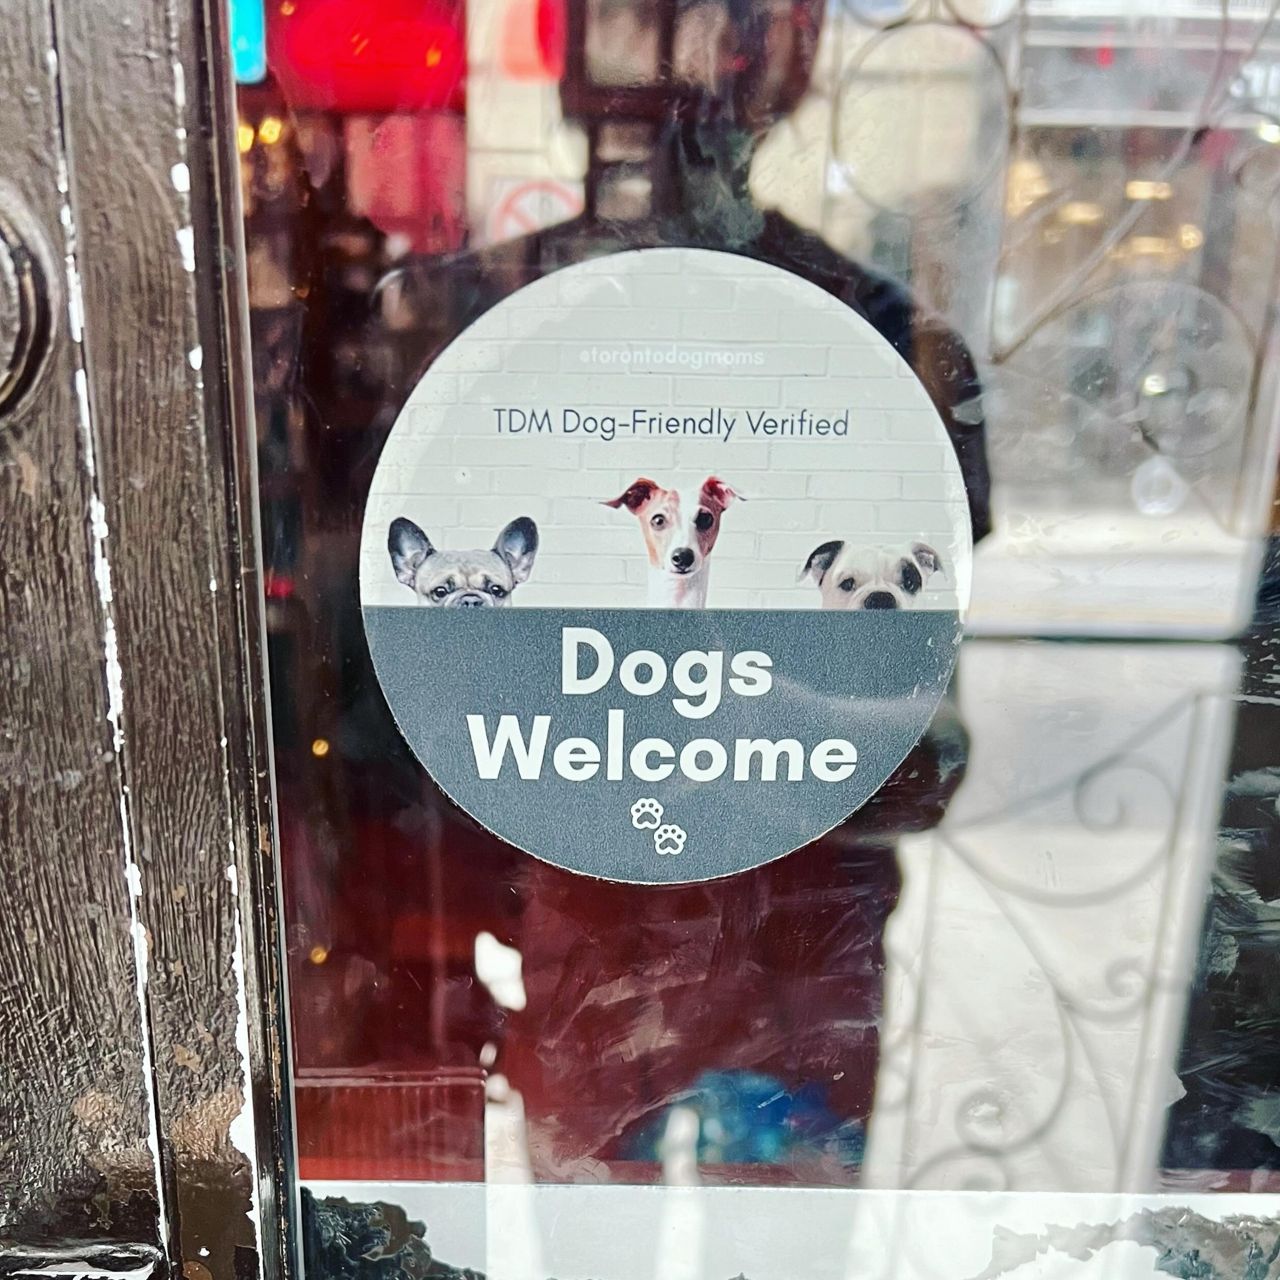 @torontodogmoms
TDM Dog-Friendly Verified
Dogs
Welcome